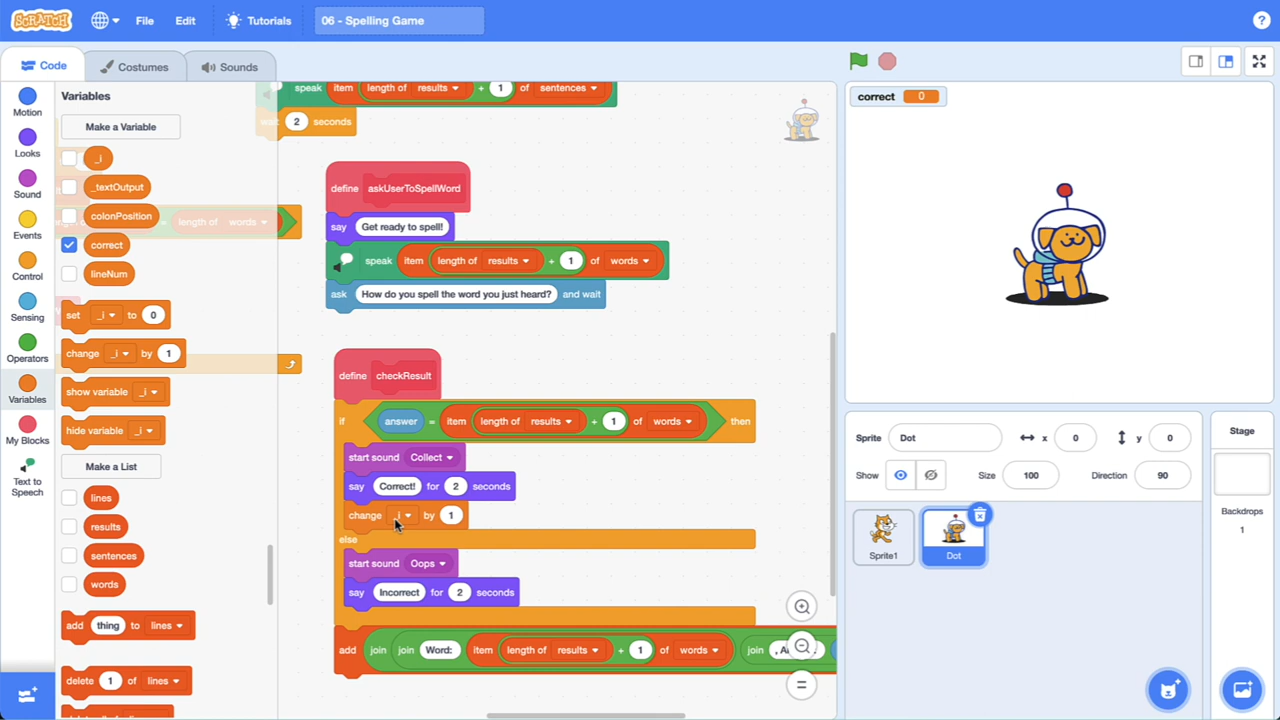 SCRATCH File Edit Tutorials 06 - Spelling Game ?
Code Costumes Sounds
Motion
Looks
Sound
Events
Control
Sensing
Operators
Variables
My Blocks
Text to
Speech
Variables
Make a Variable
_i
_textOutput
colonPosition
correct
lineNum
set _i to 0
change _i by 1
show variable _i
hide variable _i
Make a List
lines
results
sentences
words
add thing to lines
delete 1 of lines
speak item length of results + 1 of sentences
2 seconds
length of words
define askUserToSpellWord
say Get ready to spell!
speak item length of results + 1 of words
ask How do you spell the word you just heard? and wait
define checkResult
if answer = item length of results + 1 of words then
start sound Collect
say Correct! for 2 seconds
change _i by 1
else
start sound Oops
say Incorrect for 2 seconds
add join join Word: item length of results + 1 of words join
correct 0
Sprite Dot x 0 y 0
Show Size 100 Direction 90
Sprite1
Dot
Stage
Backdrops
1